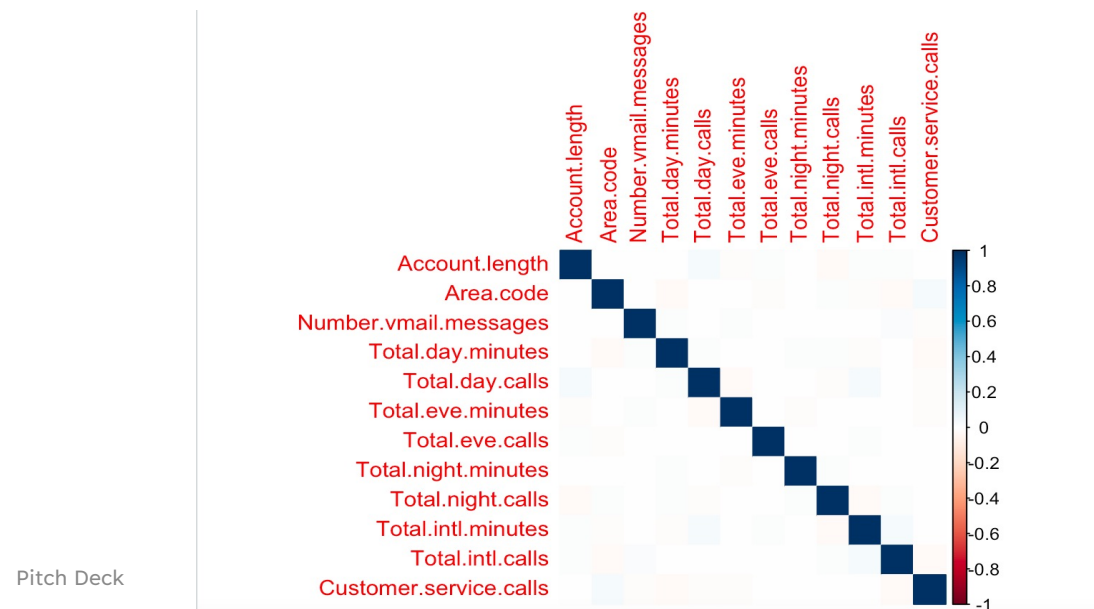 Account.length
Area.code
Number.vmail.messages
Total.day.minutes
Total.day.calls
Total.eve.minutes
Total.eve.calls
Total.night.minutes
Total.night.calls
Total.intl.minutes
Total.intl.calls
Customer.service.calls
Account.length
Area.code
Number.vmail.messages
Total.day.minutes
Total.day.calls
Total.eve.minutes
Total.eve.calls
Total.night.minutes
Total.night.calls
Total.intl.minutes
Total.intl.calls
Customer.service.calls
1
0.8
0.6
0.4
0.2
0
-0.2
-0.4
-0.6
-0.8
-1
Pitch Deck